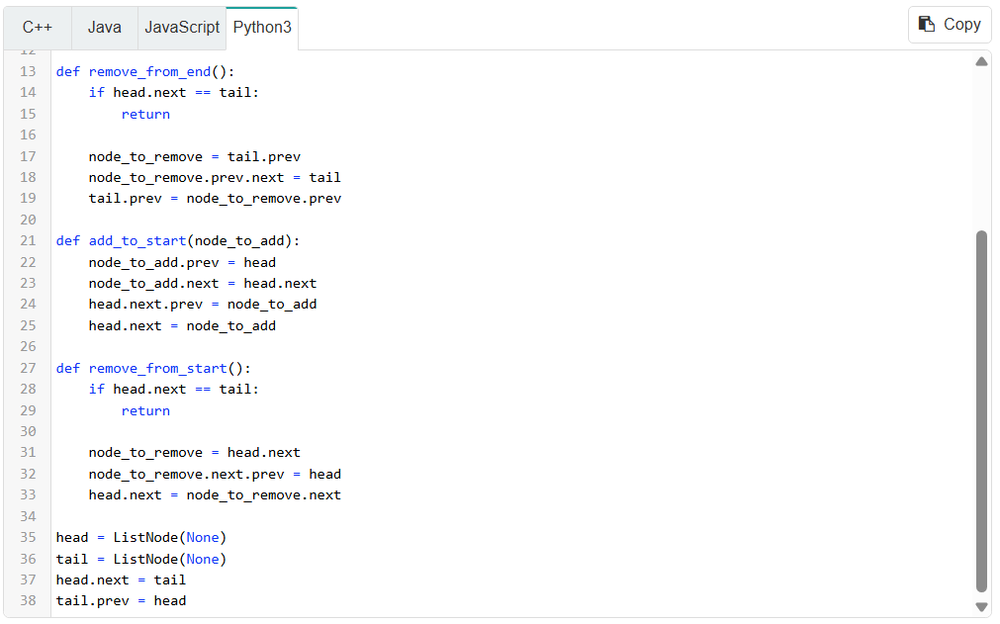 C++ Java JavaScript Python3 Copy
12
13 def remove_from_end():
14     if head.next == tail:
15         return
16
17     node_to_remove = tail.prev
18     node_to_remove.prev.next = tail
19     tail.prev = node_to_remove.prev
20
21 def add_to_start(node_to_add):
22     node_to_add.prev = head
23     node_to_add.next = head.next
24     head.next.prev = node_to_add
25     head.next = node_to_add
26
27 def remove_from_start():
28     if head.next == tail:
29         return
30
31     node_to_remove = head.next
32     node_to_remove.next.prev = head
33     head.next = node_to_remove.next
34
35 head = ListNode(None)
36 tail = ListNode(None)
37 head.next = tail
38 tail.prev = head